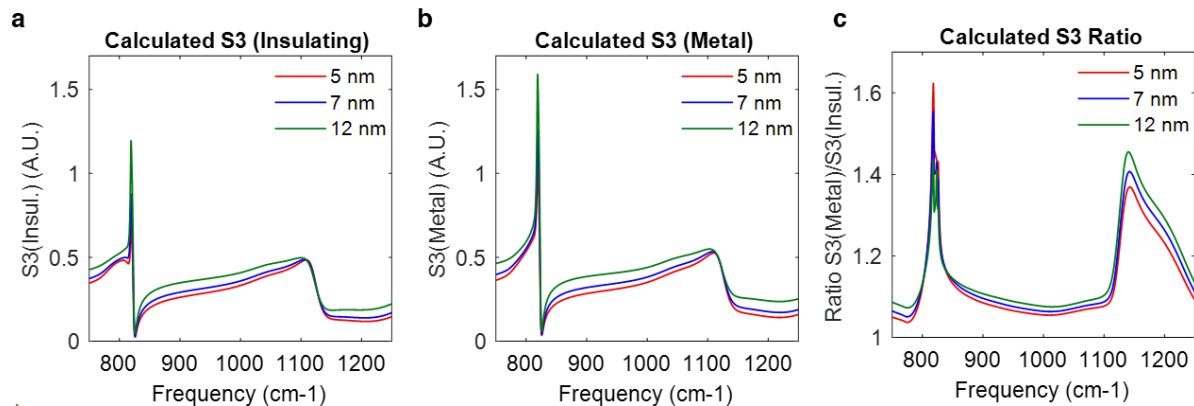 a
Calculated S3 (Insulating)
S3(Insul.) (A.U.)
1.5
1
0.5
0
5 nm
7 nm
12 nm
800 900 1000 1100 1200
Frequency (cm-1)
b
Calculated S3 (Metal)
S3(Metal) (A.U.)
1.5
1
0.5
0
5 nm
7 nm
12 nm
800 900 1000 1100 1200
Frequency (cm-1)
c
Calculated S3 Ratio
Ratio S3(Metal)/S3(Insul.)
1.6
1.4
1.2
1
5 nm
7 nm
12 nm
800 900 1000 1100 1200
Frequency (cm-1)